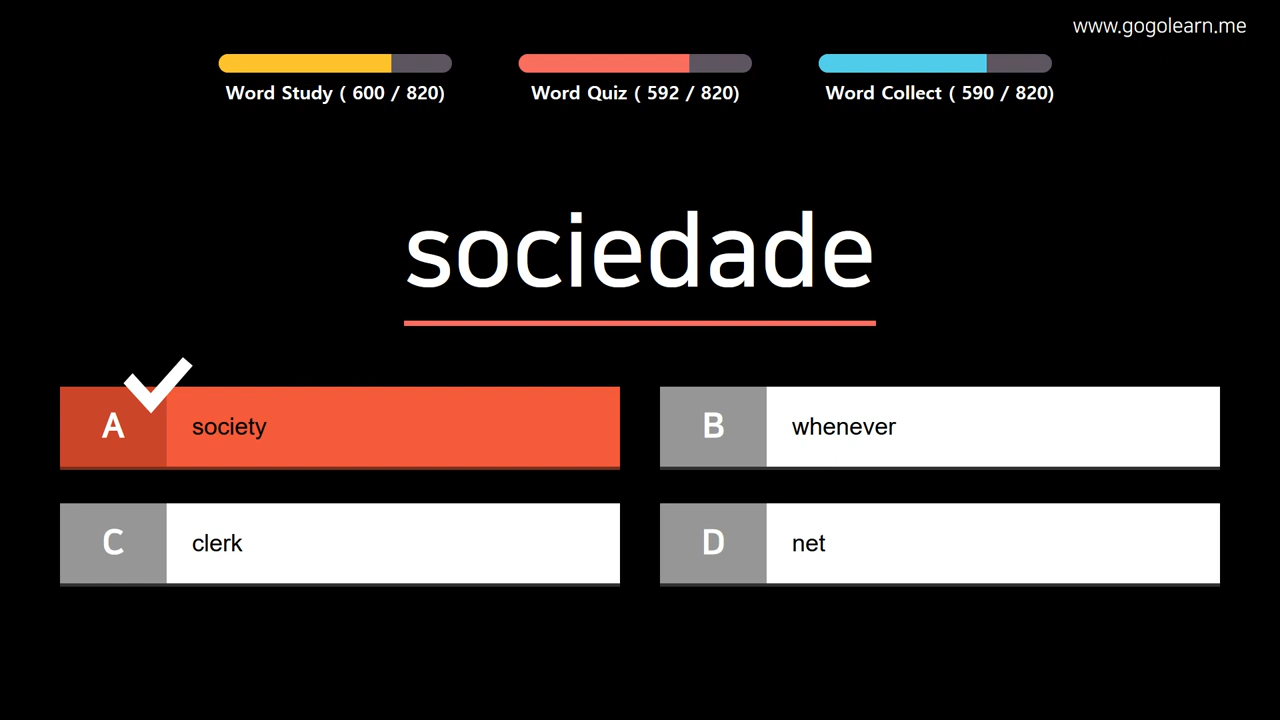 www.gogolearn.me
Word Study ( 600 / 820)
Word Quiz ( 592 / 820)
Word Collect ( 590 / 820)
sociedade
A society
B whenever
C clerk
D net